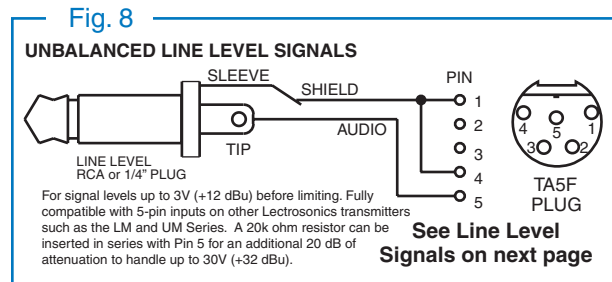 Fig. 8
UNBALANCED LINE LEVEL SIGNALS
SLEEVE
SHIELD
PIN
1
2
3
4
5
AUDIO
TIP
LINE LEVEL
RCA or 1/4" PLUG
4
5
1
3
2
TA5F
PLUG
For signal levels up to 3V (+12 dBu) before limiting. Fully
compatible with 5-pin inputs on other Lectrosonics transmitters
such as the LM and UM Series. A 20k ohm resistor can be
inserted in series with Pin 5 for an additional 20 dB of
attenuation to handle up to 30V (+32 dBu).
See Line Level
Signals on next page